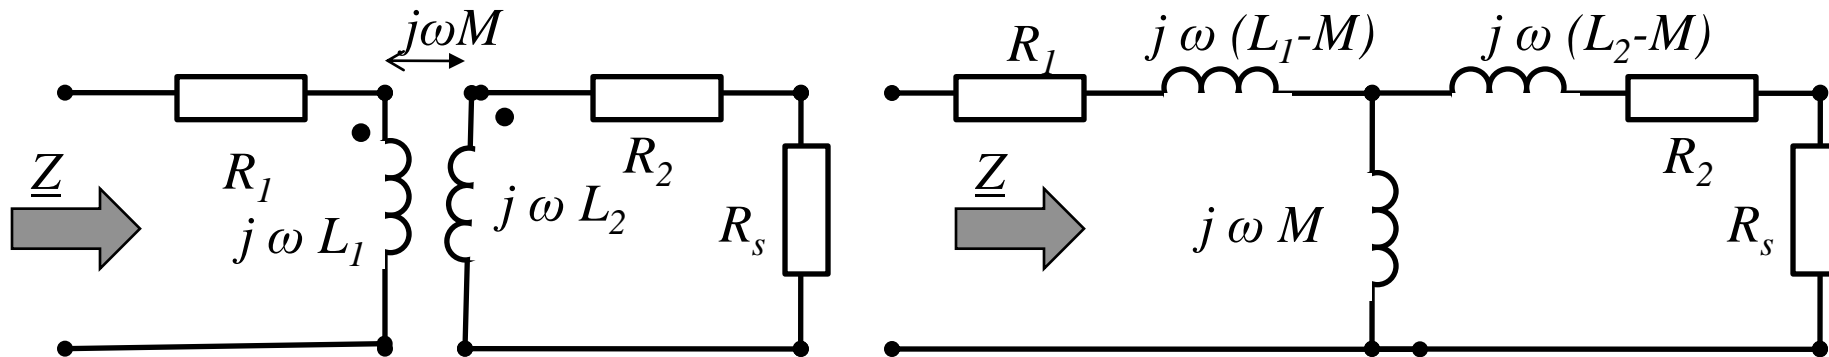 jωM
R₁
Z
j ω L₁
j ω L₂
R₂
Rₛ
R₁
j ω (L₁-M)
j ω (L₂-M)
Z
j ω M
R₂
Rₛ